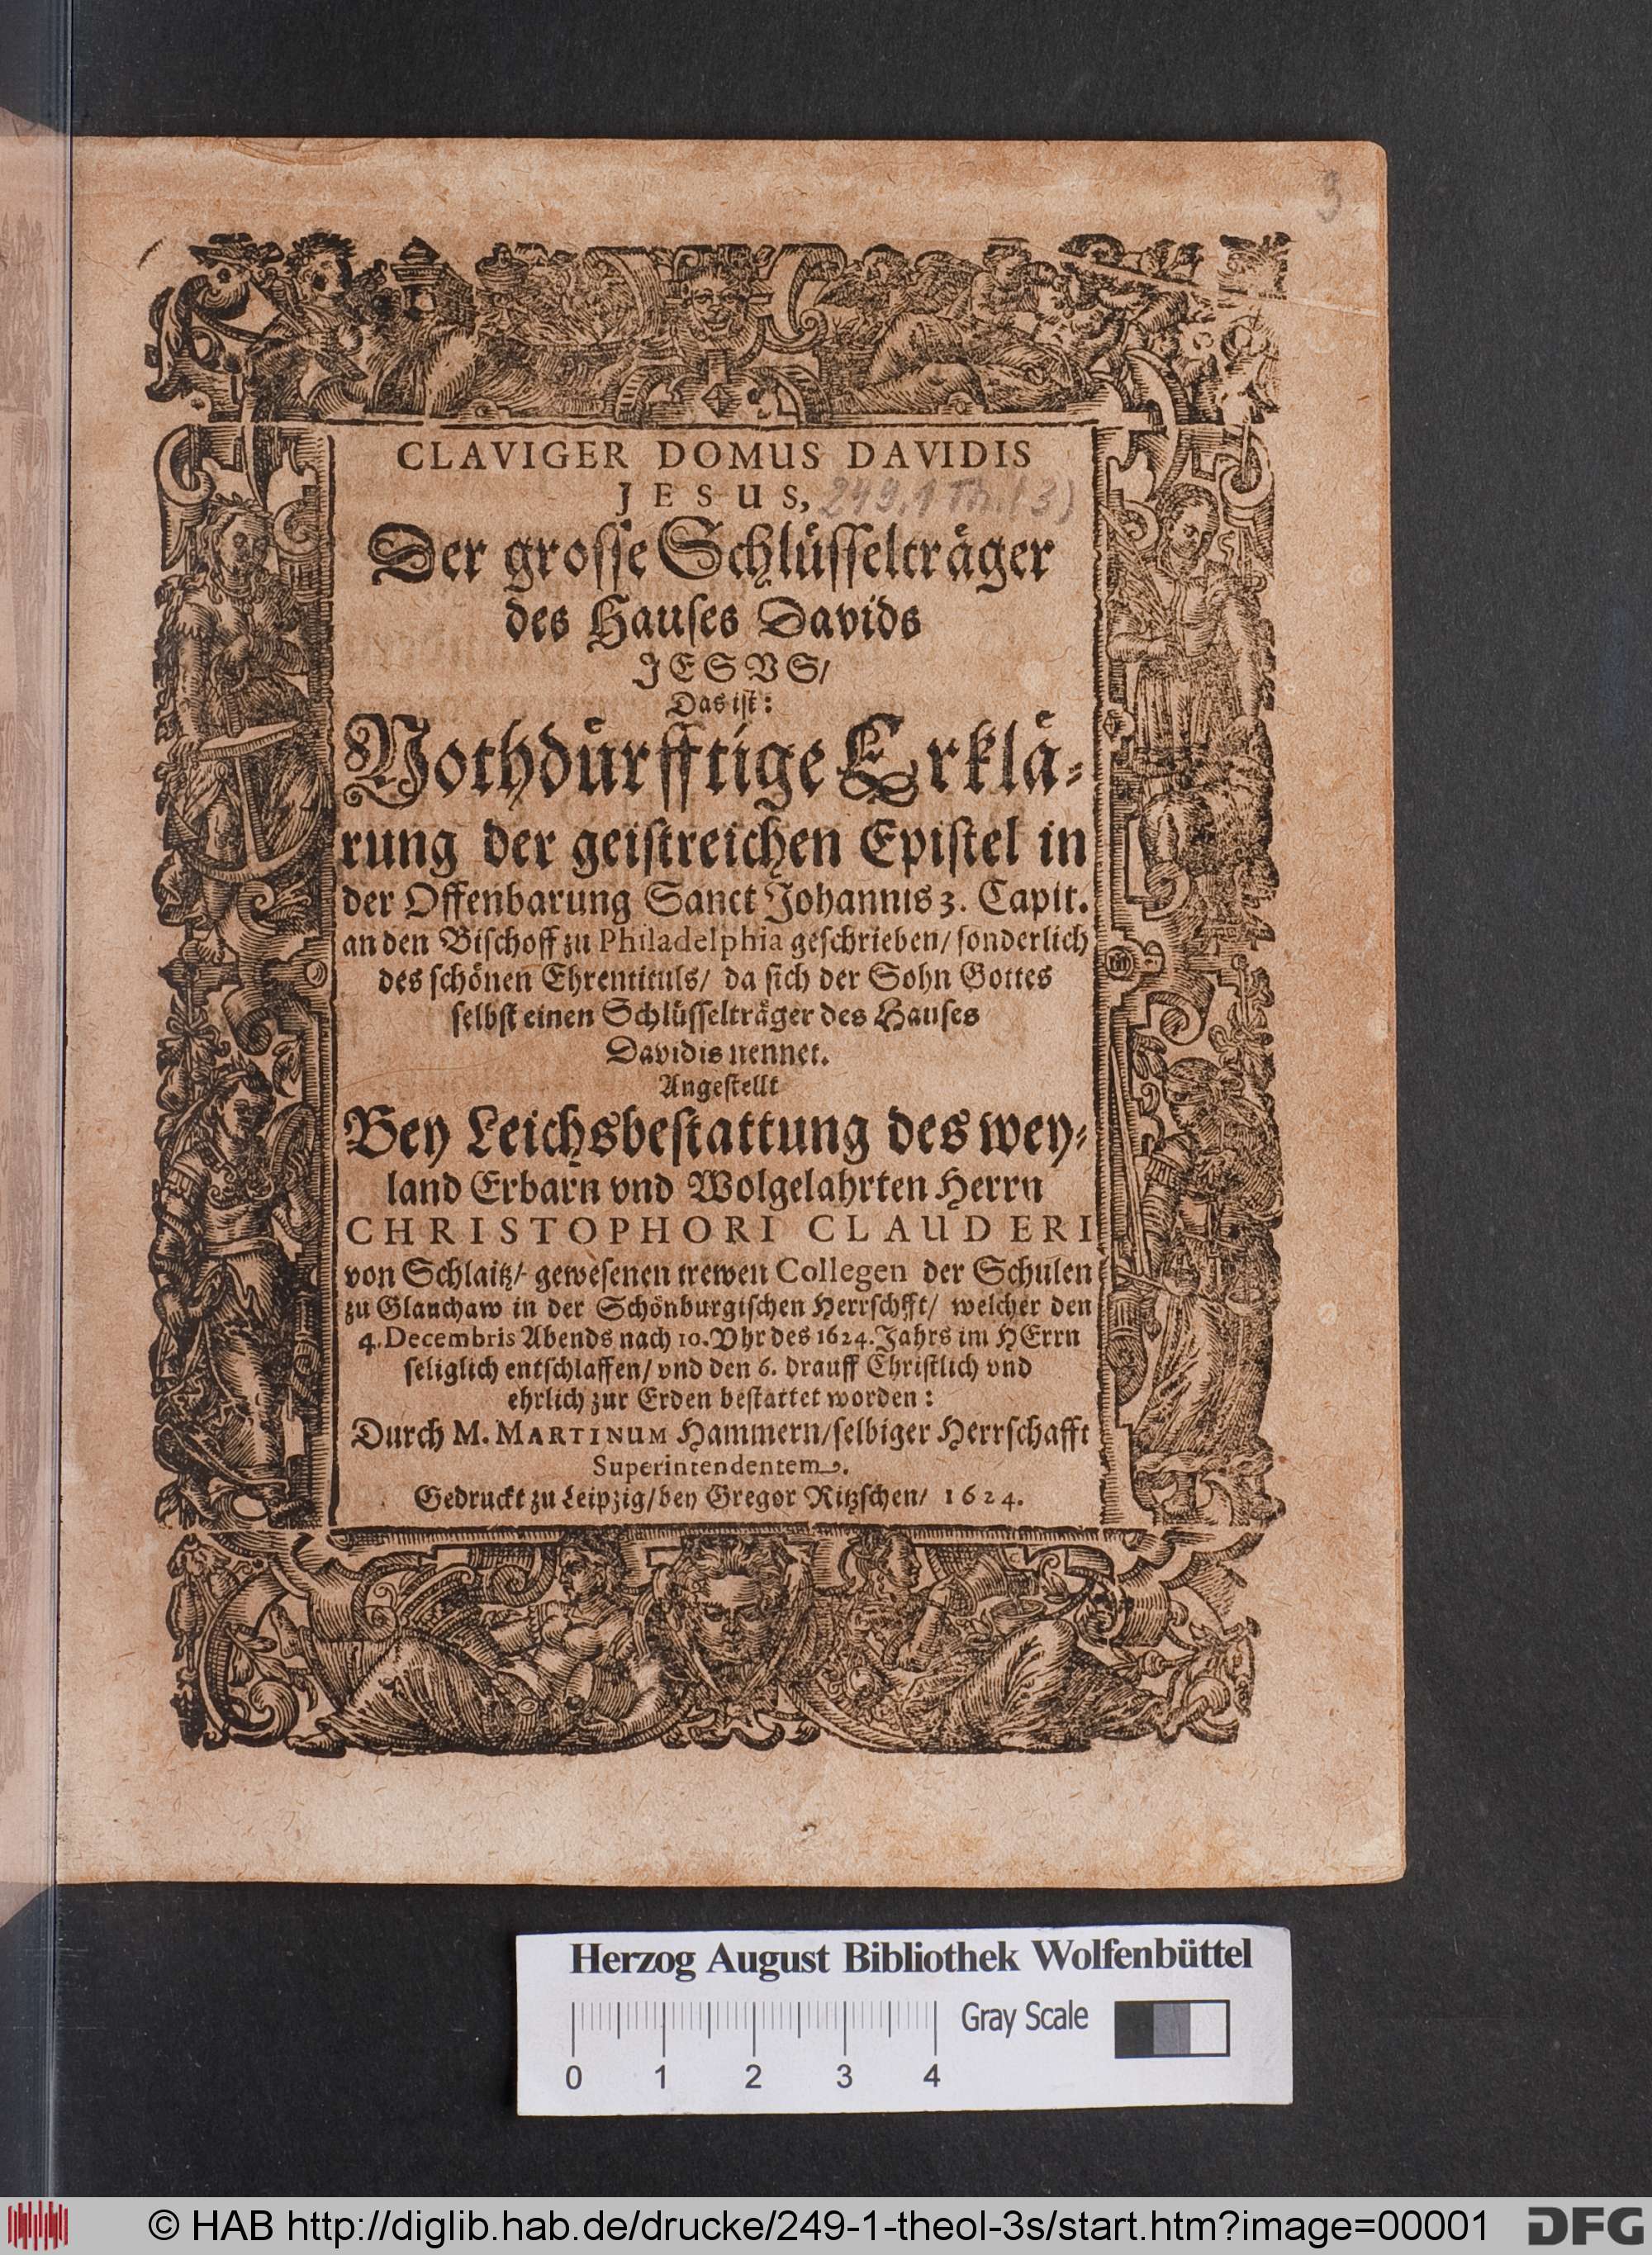 9
CLAVIGER DOMUS DAVIDIS
JESUS, 249.1 Th. (3)
Der grosse Schlüsselträger
des Hauses Davids
JESVS/
Das ist:
Nothdürfftige Erklä-
rung der geistreichen Epistel in
der Offenbarung Sanct Johannis 3. Capit.
an den Bischoff zu Philadelphia geschrieben/ sonderlich
des schönen Ehrentituls/ da sich der Sohn Gottes
selbst einen Schlüsselträger des Hauses
Davidis nennet.
Angestellt
Bey Leichsbestattung des wey-
land Erbarn vnd Wolgelahrten Herrn
CHRISTOPHORI CLAUDERI
von Schlaitz/ gewesenen trewen Collegen der Schulen
zu Glauchaw in der Schönburgischen Herrschfft/ welcher den
4. Decembris Abends nach 10. Vhr des 1624. Jahrs im HErrn
seliglich entschlaffen/ vnd den 6. drauff Christlich vnd
ehrlich zur Erden bestattet worden:
Durch M. MARTINUM Hammern/ selbiger Herrschafft
Superintendentem.
Gedruckt zu Leipzig/ bey Gregor Ritzschen/ 1624.
Herzog August Bibliothek Wolfenbüttel
Gray Scale
0 1 2 3 4
© HAB http://diglib.hab.de/drucke/249-1-theol-3s/start.htm?image=00001 DFG